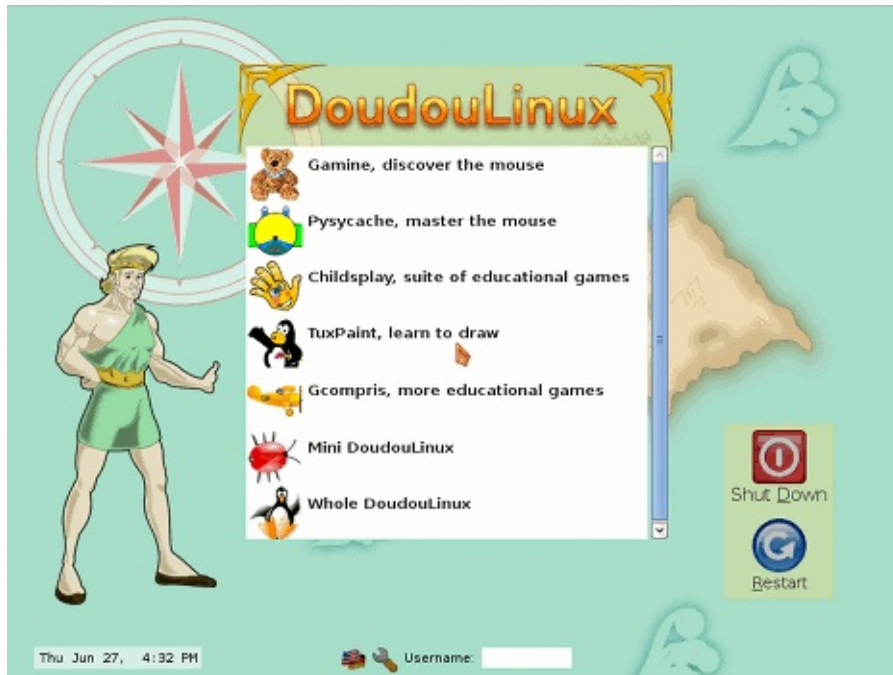 DoudouLinux
Gamine, discover the mouse
Pysycache, master the mouse
Childsplay, suite of educational games
TuxPaint, learn to draw
Gcompris, more educational games
Mini DoudouLinux
Whole DoudouLinux
Shut Down
Restart
Thu Jun 27, 4:32 PM
Username: